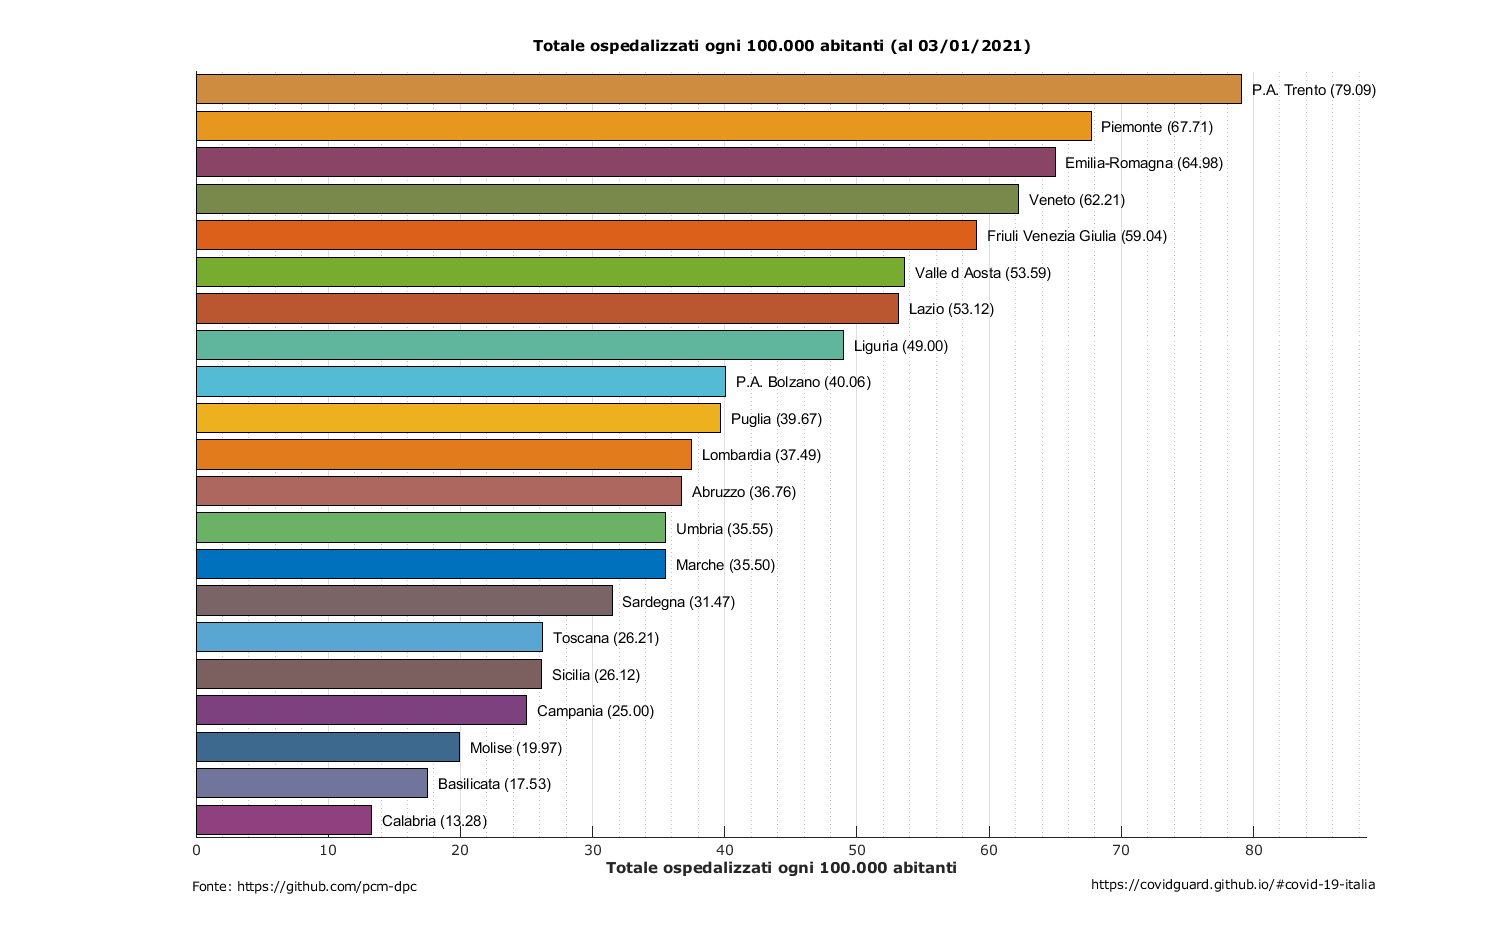 Totale ospedalizzati ogni 100.000 abitanti (al 03/01/2021)
P.A. Trento (79.09)
Piemonte (67.71)
Emilia-Romagna (64.98)
Veneto (62.21)
Friuli Venezia Giulia (59.04)
Valle d Aosta (53.59)
Lazio (53.12)
Liguria (49.00)
P.A. Bolzano (40.06)
Puglia (39.67)
Lombardia (37.49)
Abruzzo (36.76)
Umbria (35.55)
Marche (35.50)
Sardegna (31.47)
Toscana (26.21)
Sicilia (26.12)
Campania (25.00)
Molise (19.97)
Basilicata (17.53)
Calabria (13.28)
0 10 20 30 40 50 60 70 80
Totale ospedalizzati ogni 100.000 abitanti
Fonte: https://github.com/pcm-dpc
https://covidguard.github.io/#covid-19-italia